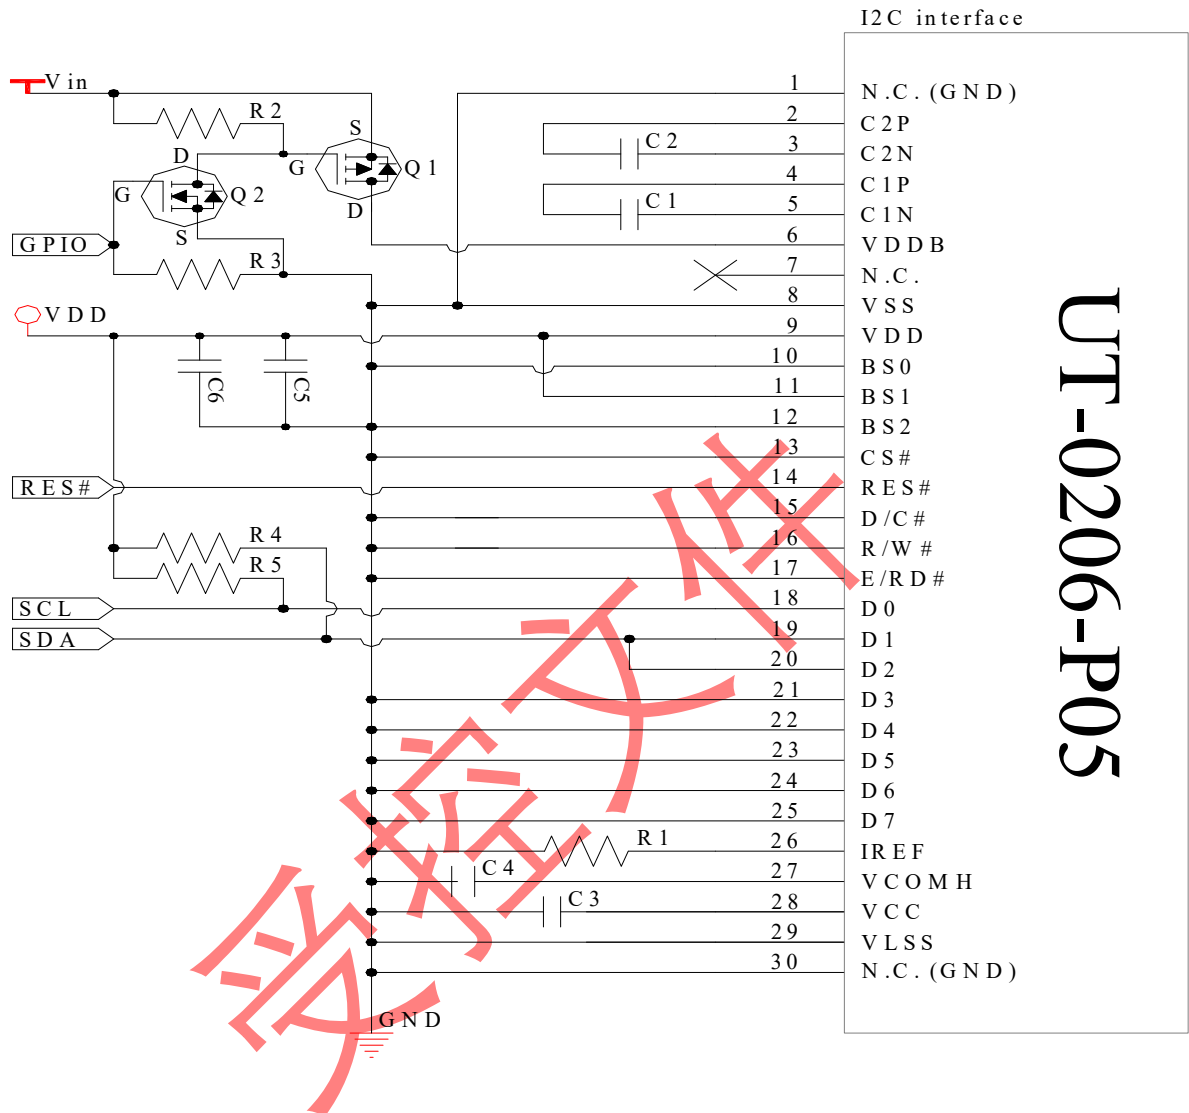 I2C interface
Vin
R2
S
G
Q1
D
D
G
Q2
S
GPIO
R3
VDD
C6
C5
RES#
R4
R5
SCL
SDA
C2
C1
R1
C4
C3
GND
1 N.C.(GND)
2 C2P
3 C2N
4 C1P
5 C1N
6 VDDB
7 N.C.
8 VSS
9 VDD
10 BS0
11 BS1
12 BS2
13 CS#
14 RES#
15 D/C#
16 R/W#
17 E/RD#
18 D0
19 D1
20 D2
21 D3
22 D4
23 D5
24 D6
25 D7
26 IREF
27 VCOMH
28 VCC
29 VLSS
30 N.C.(GND)
UT-0206-P05
受控文件